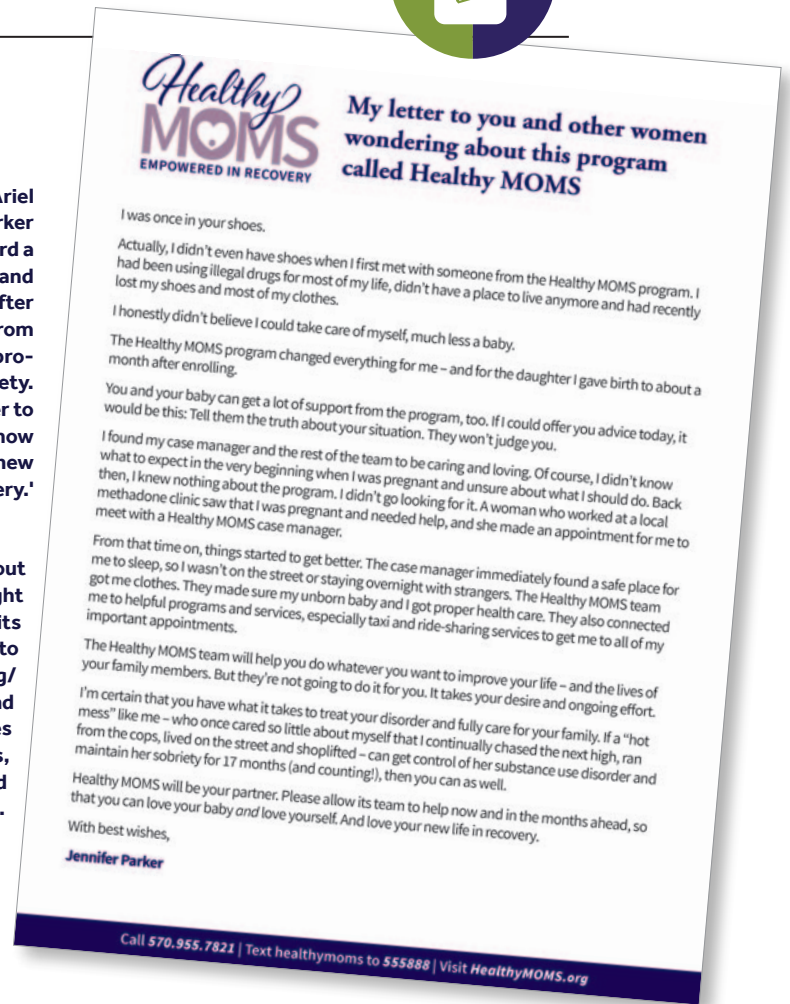 Ariel
rker
rd a
and
fter
rom
pro-
ety.
r to
now
new
ery.'
out
ght
its
to
g/
nd
es
s,
d
.
Healthy
MOMS
EMPOWERED IN RECOVERY
My letter to you and other women
wondering about this program
called Healthy MOMS
I was once in your shoes.
Actually, I didn't even have shoes when I first met with someone from the Healthy MOMS program. I
had been using illegal drugs for most of my life, didn't have a place to live anymore and had recently
lost my shoes and most of my clothes.
I honestly didn't believe I could take care of myself, much less a baby.
The Healthy MOMS program changed everything for me – and for the daughter I gave birth to about a
month after enrolling.
You and your baby can get a lot of support from the program, too. If I could offer you advice today, it
would be this: Tell them the truth about your situation. They won't judge you.
I found my case manager and the rest of the team to be caring and loving. Of course, I didn't know
what to expect in the very beginning when I was pregnant and unsure about what I should do. Back
then, I knew nothing about the program. I didn't go looking for it. A woman who worked at a local
methadone clinic saw that I was pregnant and needed help, and she made an appointment for me to
meet with a Healthy MOMS case manager.
From that time on, things started to get better. The case manager immediately found a safe place for
me to sleep, so I wasn't on the street or staying overnight with strangers. The Healthy MOMS team
got me clothes. They made sure my unborn baby and I got proper health care. They also connected
me to helpful programs and services, especially taxi and ride-sharing services to get me to all of my
important appointments.
The Healthy MOMS team will help you do whatever you want to improve your life – and the lives of
your family members. But they're not going to do it for you. It takes your desire and ongoing effort.
I'm certain that you have what it takes to treat your disorder and fully care for your family. If a "hot
mess" like me – who once cared so little about myself that I continually chased the next high, ran
from the cops, lived on the street and shoplifted – can get control of her substance use disorder and
maintain her sobriety for 17 months (and counting!), then you can as well.
Healthy MOMS will be your partner. Please allow its team to help now and in the months ahead, so
that you can love your baby and love yourself. And love your new life in recovery.
With best wishes,
Jennifer Parker
Call 570.955.7821 | Text healthymoms to 555888 | Visit HealthyMOMS.org